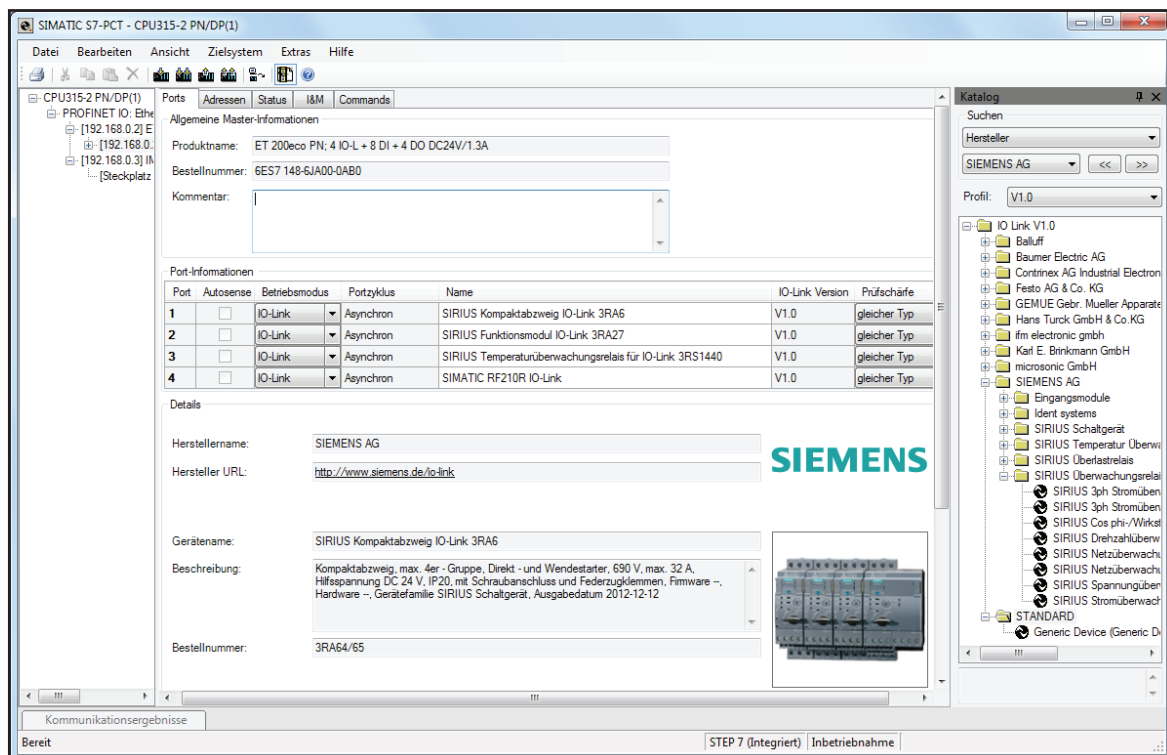 SIMATIC S7-PCT - CPU315-2 PN/DP(1)
Datei Bearbeiten Ansicht Zielsystem Extras Hilfe
CPU315-2 PN/DP(1)
PROFINET IO: Ethe
[192.168.0.2] E
[192.168.0.
[192.168.0.3] IM
[Steckplatz
Ports Adressen Status I&M Commands
Allgemeine Master-Informationen
Produktname: ET 200eco PN; 4 IO-L + 8 DI + 4 DO DC24V/1.3A
Bestellnummer: 6ES7 148-6JA00-0AB0
Kommentar:
Port-Informationen
Port Autosense Betriebsmodus Portzyklus Name IO-Link Version Prüfschärfe
1 IO-Link Asynchron SIRIUS Kompaktabzweig IO-Link 3RA6 V1.0 gleicher Typ
2 IO-Link Asynchron SIRIUS Funktionsmodul IO-Link 3RA27 V1.0 gleicher Typ
3 IO-Link Asynchron SIRIUS Temperaturüberwachungsrelais für IO-Link 3RS1440 V1.0 gleicher Typ
4 IO-Link Asynchron SIMATIC RF210R IO-Link V1.0 gleicher Typ
Details
Herstellername: SIEMENS AG
Hersteller URL: http://www.siemens.de/io-link
SIEMENS
Gerätename: SIRIUS Kompaktabzweig IO-Link 3RA6
Beschreibung: Kompaktabzweig, max. 4er - Gruppe, Direkt - und Wendestarter, 690 V, max. 32 A,
Hilfsspannung DC 24 V, IP20, mit Schraubanschluss und Federzugklemmen, Firmware --,
Hardware --, Gerätefamilie SIRIUS Schaltgerät, Ausgabedatum 2012-12-12
Bestellnummer: 3RA64/65
Katalog
Suchen
Hersteller
SIEMENS AG << >>
Profil: V1.0
IO Link V1.0
Balluff
Baumer Electric AG
Contrinex AG Industrial Electron
Festo AG & Co. KG
GEMUE Gebr. Mueller Apparate
Hans Turck GmbH & Co.KG
ifm electronic gmbh
Karl E. Brinkmann GmbH
microsonic GmbH
SIEMENS AG
Eingangsmodule
Ident systems
SIRIUS Schaltgerät
SIRIUS Temperatur Überwa
SIRIUS Überlastrelais
SIRIUS Überwachungsrelai
SIRIUS 3ph Stromüben
SIRIUS 3ph Stromüben
SIRIUS Cos phi-/Wirkst
SIRIUS Drehzahlüberw
SIRIUS Netzüberwachu
SIRIUS Netzüberwachu
SIRIUS Spannungüber
SIRIUS Stromüberwach
STANDARD
Generic Device (Generic D
Kommunikationsergebnisse
Bereit STEP 7 (Integriert) Inbetriebnahme